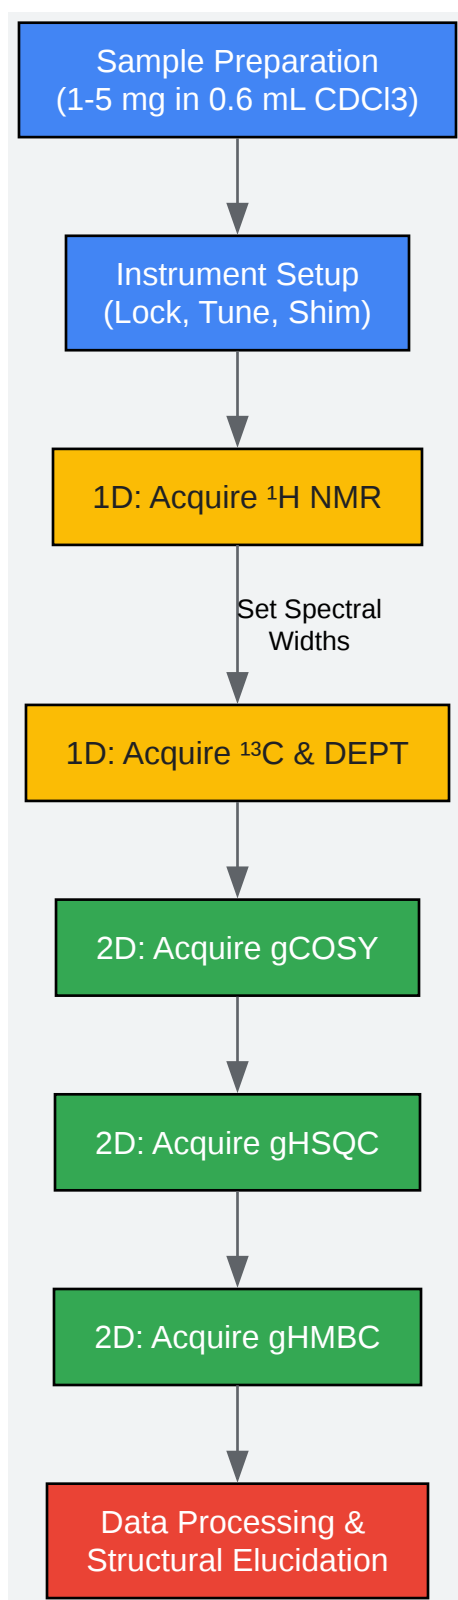 Sample Preparation
(1-5 mg in 0.6 mL CDCl3)
Instrument Setup
(Lock, Tune, Shim)
1D: Acquire ¹H NMR
Set Spectral
Widths
1D: Acquire ¹³C & DEPT
2D: Acquire gCOSY
2D: Acquire gHSQC
2D: Acquire gHMBC
Data Processing &
Structural Elucidation